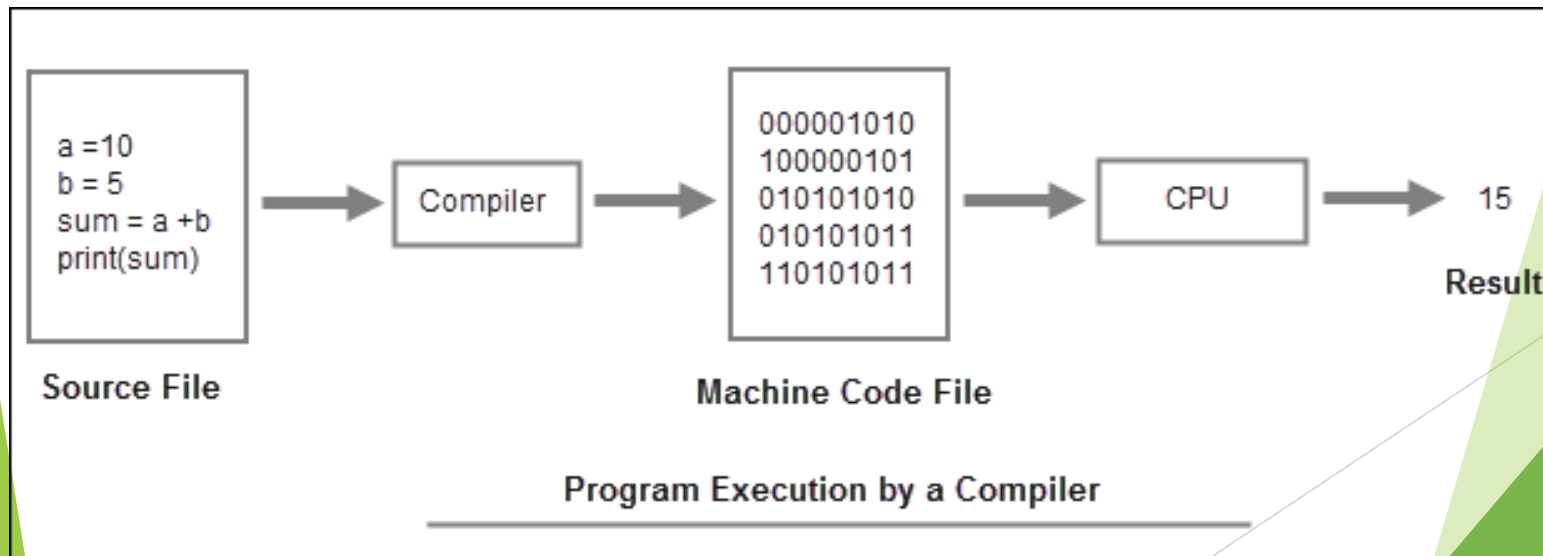 a =10
b = 5
sum = a +b
print(sum)
Source File
Compiler
000001010
100000101
010101010
010101011
110101011
Machine Code File
CPU
15
Result
Program Execution by a Compiler